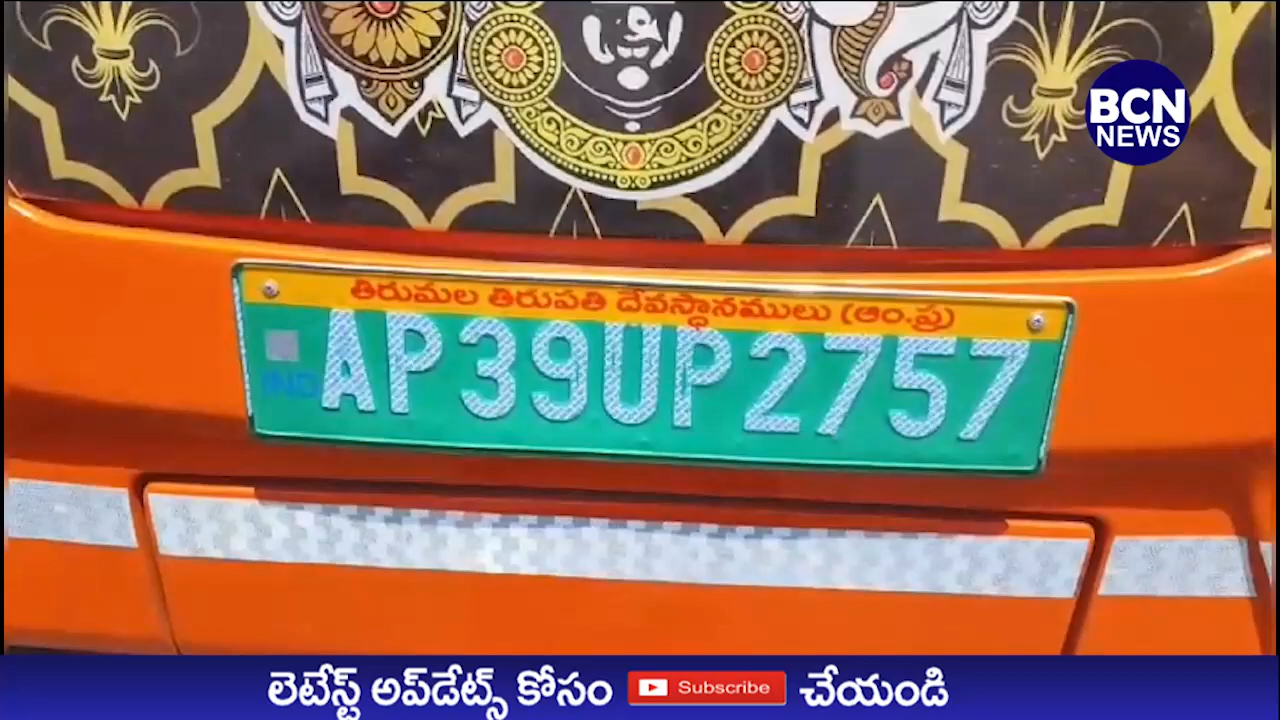 BCN
NEWS
తిరుమల తిరుపతి దేవస్థానములు (ఆం.ప్ర)
IND
AP39UP2757
లెటేస్ట్ అప్‌డేట్స్ కోసం Subscribe చేయండి